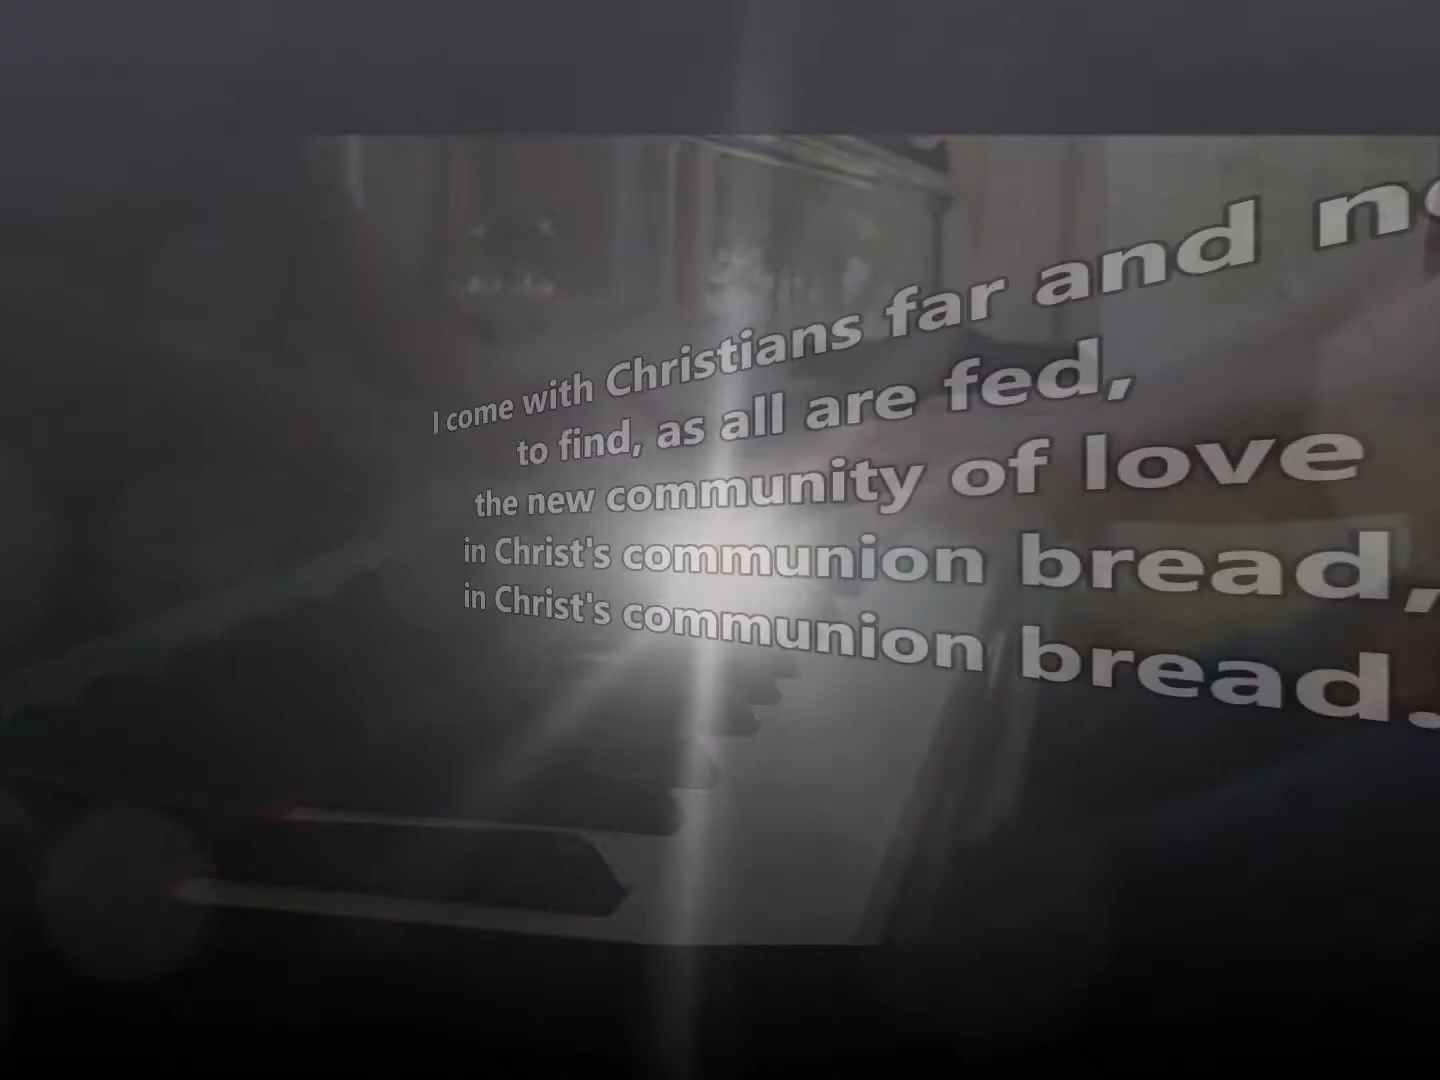 I come with Christians far and
to find, as all are fed,
the new community of love
in Christ's communion bread,
in Christ's communion bread.